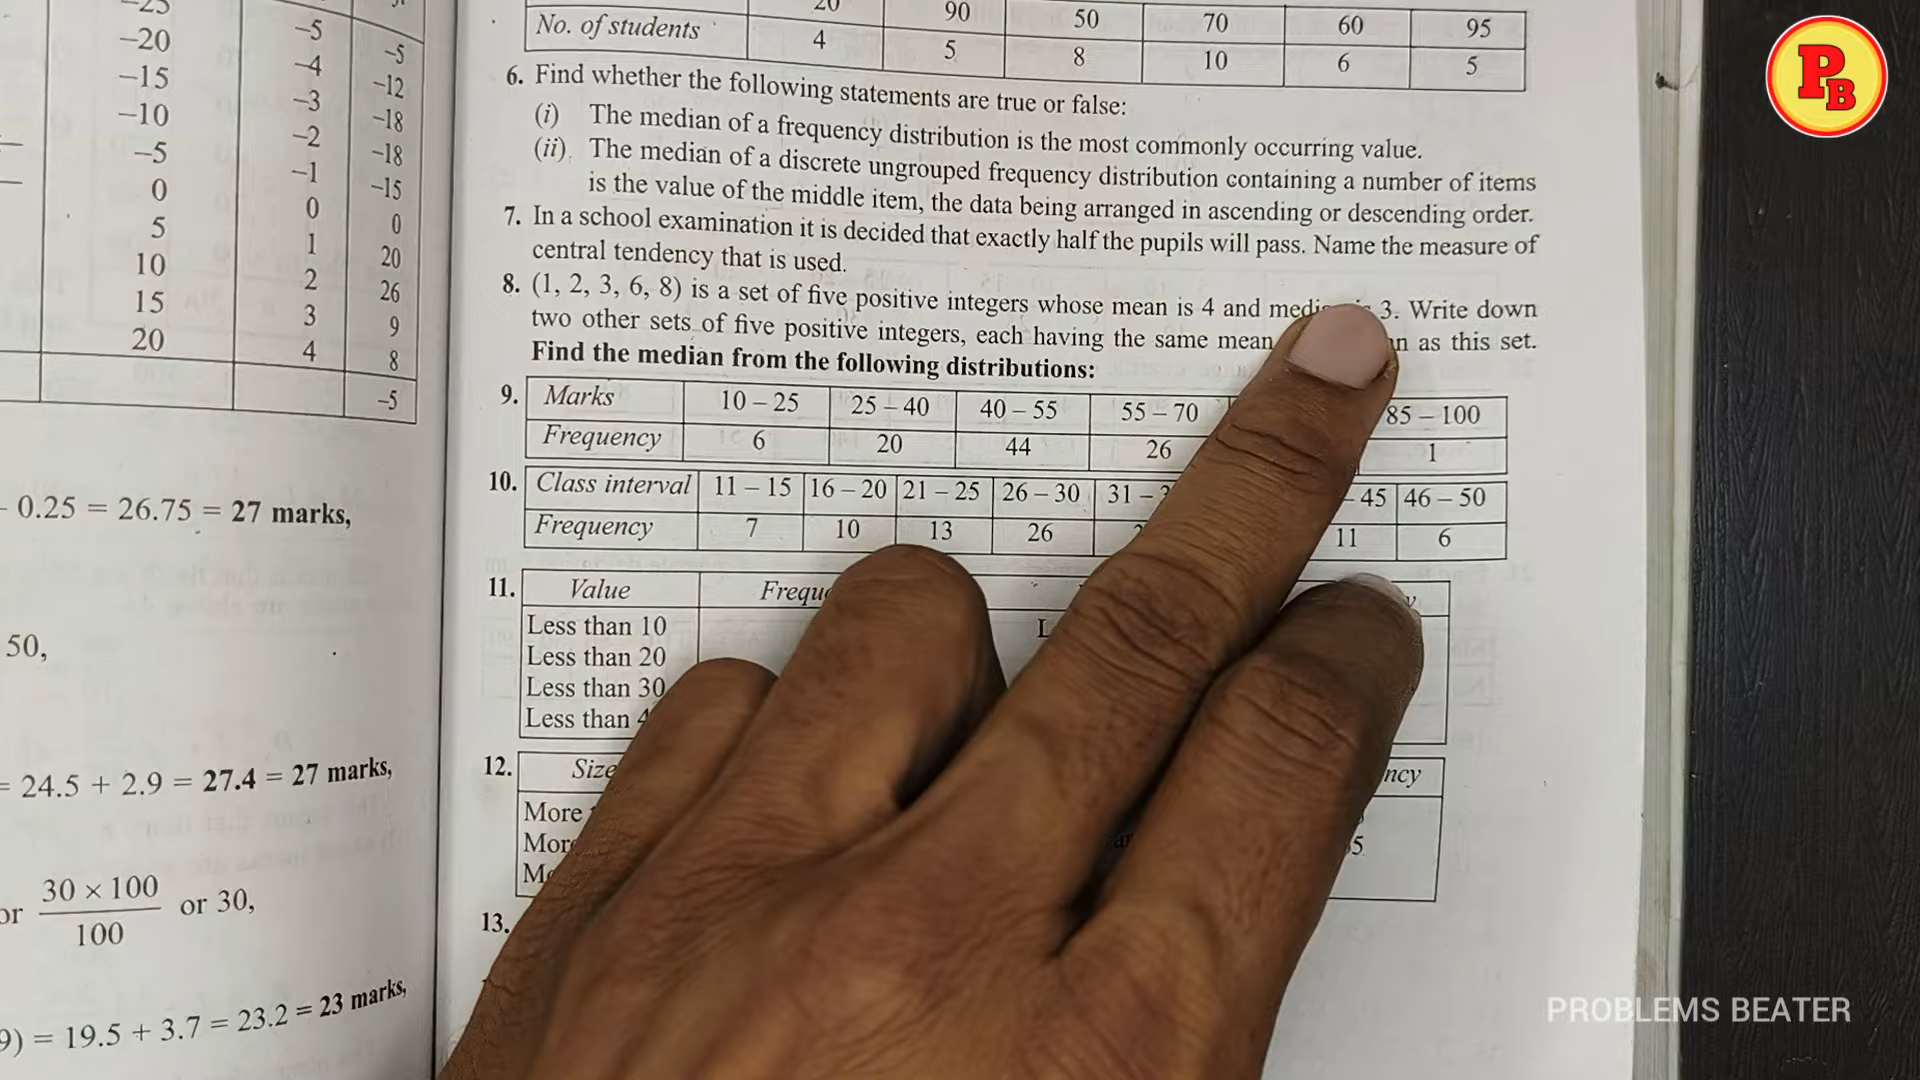 –25 –5
–20 –4 –5
–15 –3 –12
–10 –2 –18
–5 –1 –18
0 0 –15
5 1 0
10 2 20
15 3 26
20 4 9
8
–5
– 0.25 = 26.75 = 27 marks,
50,
= 24.5 + 2.9 = 27.4 = 27 marks,
or 30 × 100 / 100 or 30,
9) = 19.5 + 3.7 = 23.2 = 23 marks,
20 90 50 70 60 95
No. of students 4 5 8 10 6 5
6. Find whether the following statements are true or false:
(i) The median of a frequency distribution is the most commonly occurring value.
(ii) The median of a discrete ungrouped frequency distribution containing a number of items
is the value of the middle item, the data being arranged in ascending or descending order.
7. In a school examination it is decided that exactly half the pupils will pass. Name the measure of
central tendency that is used.
8. (1, 2, 3, 6, 8) is a set of five positive integers whose mean is 4 and 3. Write down
two other sets of five positive integers, each having the same mean as this set.
Find the median from the following distributions:
9. Marks 10 – 25 25 – 40 40 – 55 55 – 70 85 – 100
Frequency 6 20 44 26 1
10. Class interval 11 – 15 16 – 20 21 – 25 26 – 30 31 – – 45 46 – 50
Frequency 7 10 13 26 11 6
11. Value
Less than 10
Less than 20
Less than 30
Less than
12. Size
More
More
13.
PB
PROBLEMS BEATER